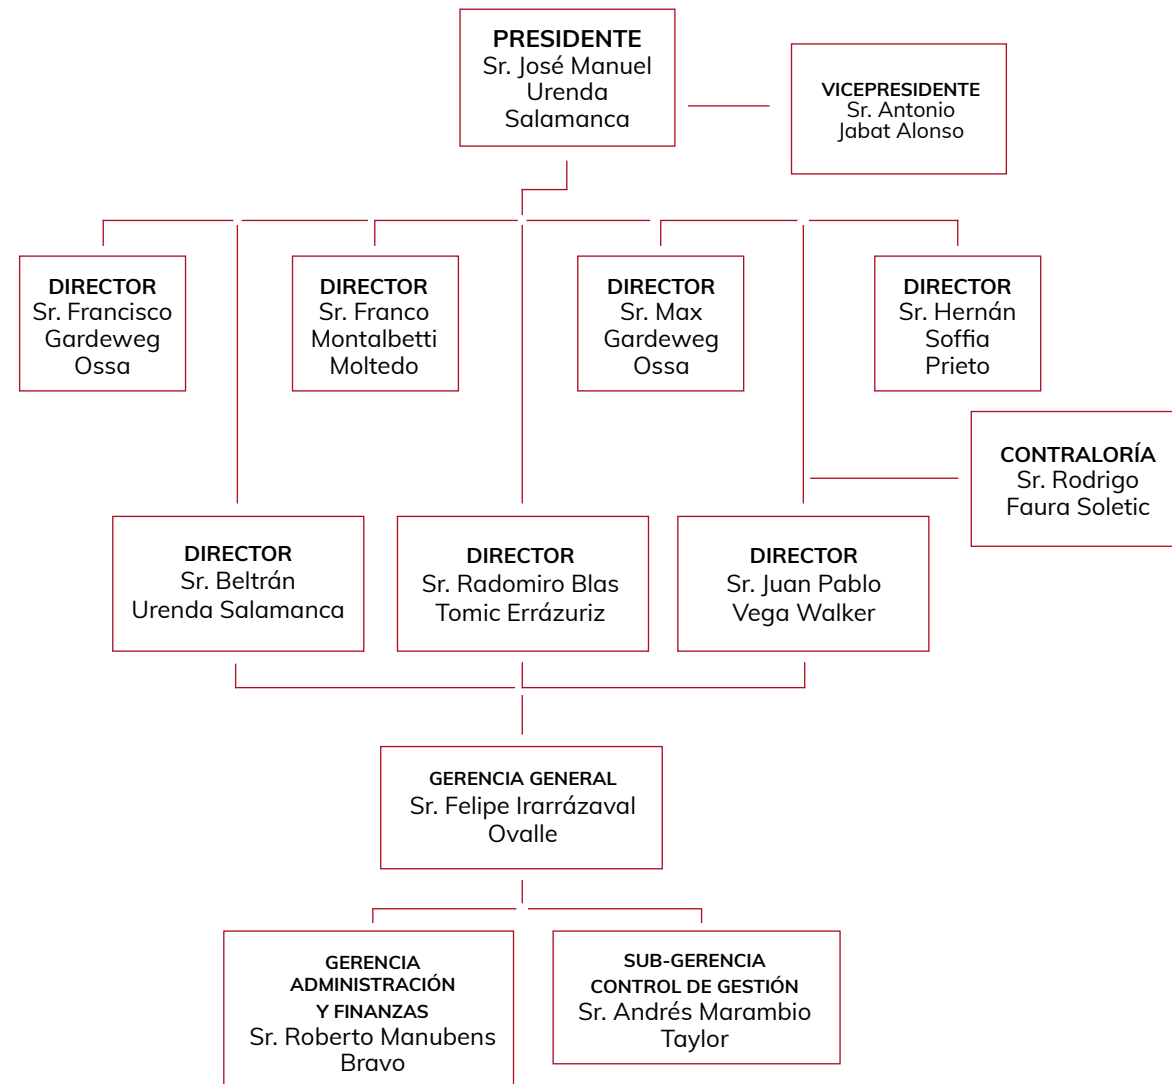 PRESIDENTE
Sr. José Manuel
Urenda
Salamanca
VICEPRESIDENTE
Sr. Antonio
Jabat Alonso
DIRECTOR
Sr. Francisco
Gardeweg
Ossa
DIRECTOR
Sr. Franco
Montalbetti
Moltedo
DIRECTOR
Sr. Max
Gardeweg
Ossa
DIRECTOR
Sr. Hernán
Soffia
Prieto
CONTRALORÍA
Sr. Rodrigo
Faura Soletic
DIRECTOR
Sr. Beltrán
Urenda Salamanca
DIRECTOR
Sr. Radomiro Blas
Tomic Errázuriz
DIRECTOR
Sr. Juan Pablo
Vega Walker
GERENCIA GENERAL
Sr. Felipe Irarrázaval
Ovalle
GERENCIA
ADMINISTRACIÓN
Y FINANZAS
Sr. Roberto Manubens
Bravo
SUB-GERENCIA
CONTROL DE GESTIÓN
Sr. Andrés Marambio
Taylor